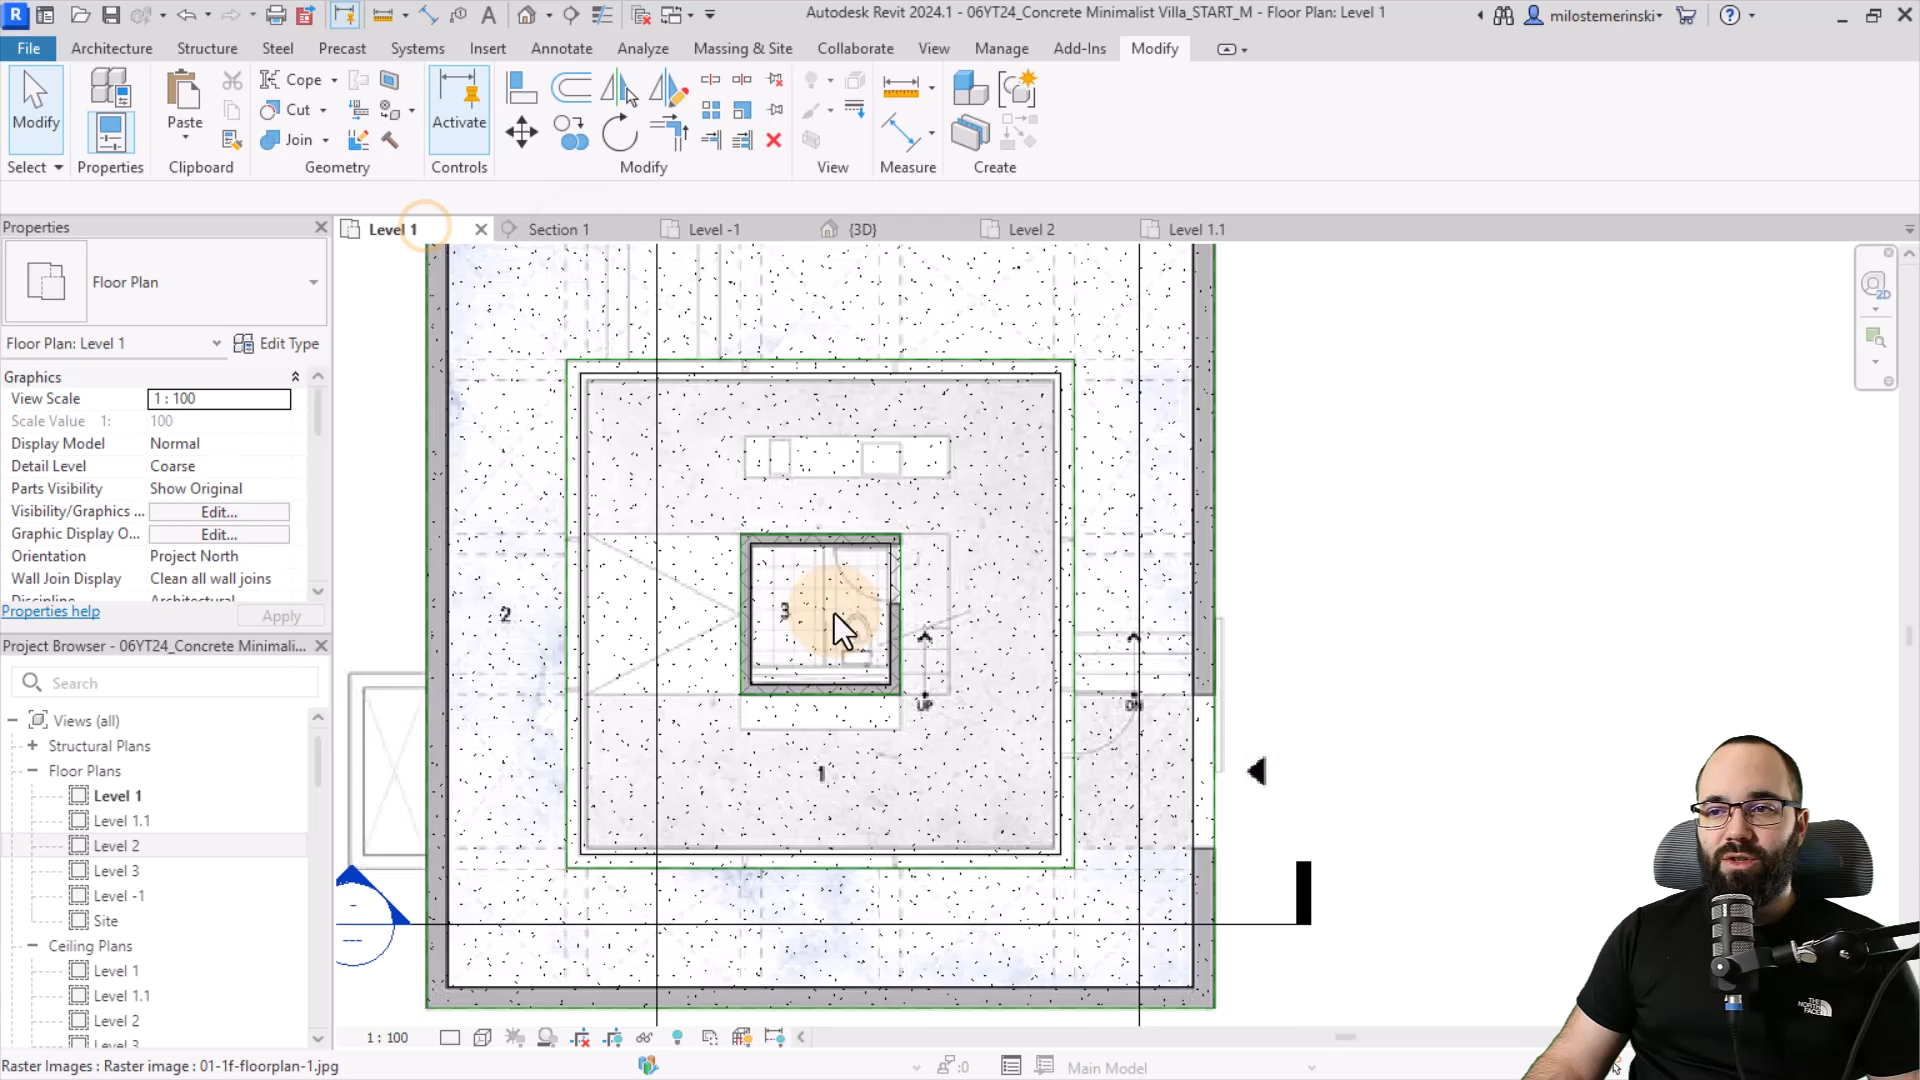 Autodesk Revit 2024.1 - 06YT24_Concrete Minimalist Villa_START_M - Floor Plan: Level 1
milostemerinski
File Architecture Structure Steel Precast Systems Insert Annotate Analyze Massing & Site Collaborate View Manage Add-Ins Modify
Modify
Paste
Cope
Cut
Join
Activate
Select Properties Clipboard Geometry Controls Modify View Measure Create
Properties
Level 1 Section 1 Level -1 {3D} Level 2 Level 1.1
Floor Plan
Floor Plan: Level 1 Edit Type
Graphics
View Scale 1 : 100
Scale Value 1: 100
Display Model Normal
Detail Level Coarse
Parts Visibility Show Original
Visibility/Graphics ... Edit...
Graphic Display O... Edit...
Orientation Project North
Wall Join Display Clean all wall joins
Properties help Apply
Project Browser - 06YT24_Concrete Minimali...
Search
Views (all)
Structural Plans
Floor Plans
Level 1
Level 1.1
Level 2
Level 3
Level -1
Site
Ceiling Plans
Level 1
Level 1.1
Level 2
2
3
UP
DN
1
2D
THE NORTH FACE
1 : 100
Raster Images : Raster image : 01-1f-floorplan-1.jpg
:0
Main Model